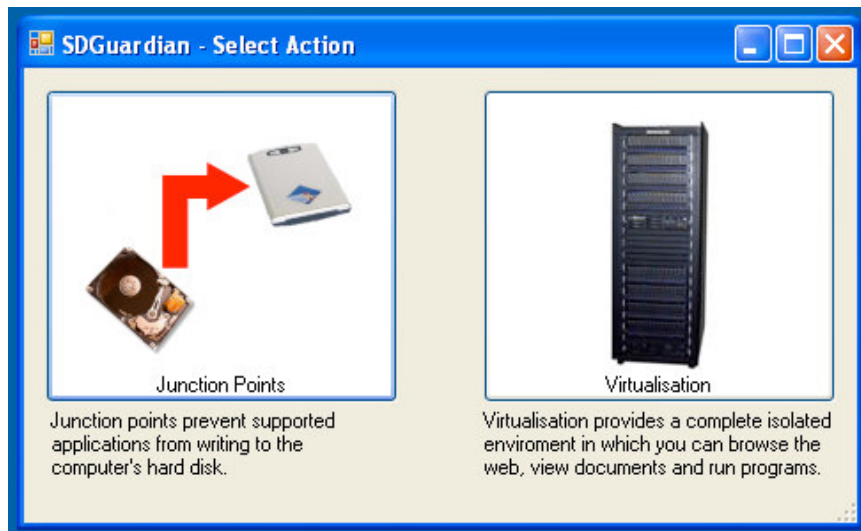 SDGuardian - Select Action
Junction Points
Junction points prevent supported
applications from writing to the
computer's hard disk.
Virtualisation
Virtualisation provides a complete isolated
enviroment in which you can browse the
web, view documents and run programs.